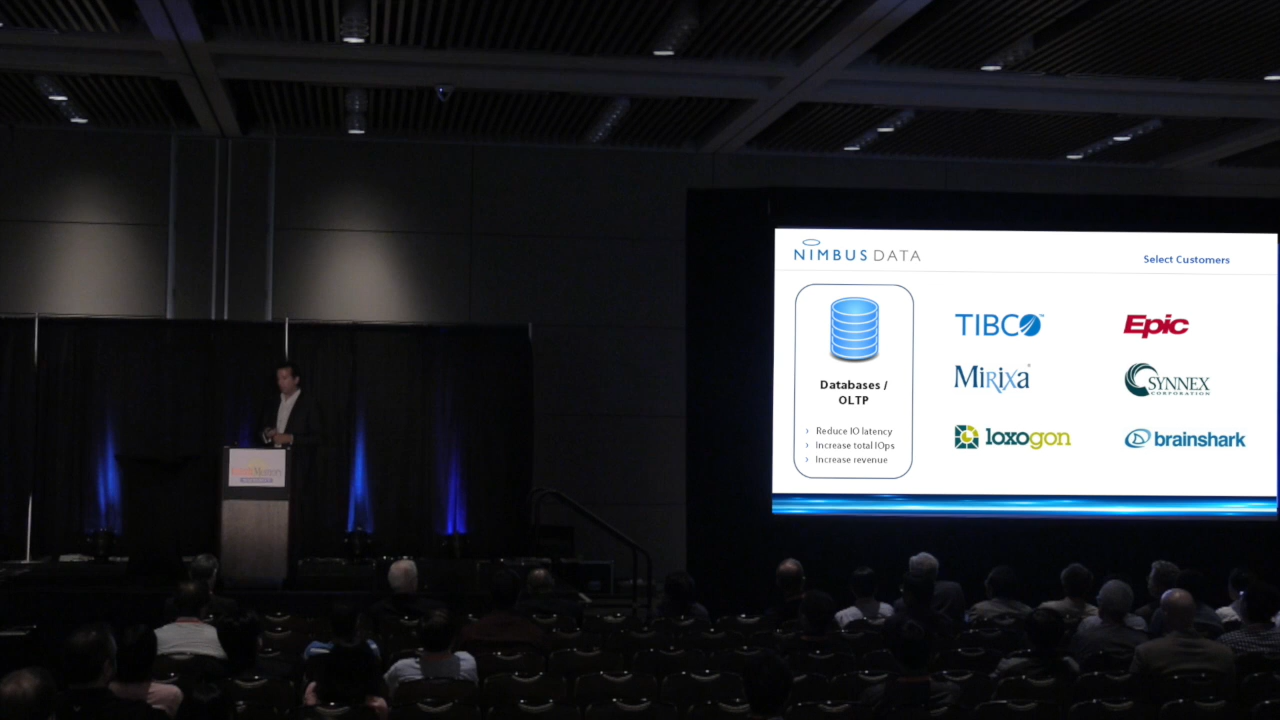 NIMBUS DATA
Select Customers
Databases /
OLTP
› Reduce IO latency
› Increase total IOps
› Increase revenue
TIBCO™
Epic
Mirixa®
SYNNEX
CORPORATION
loxogon
brainshark